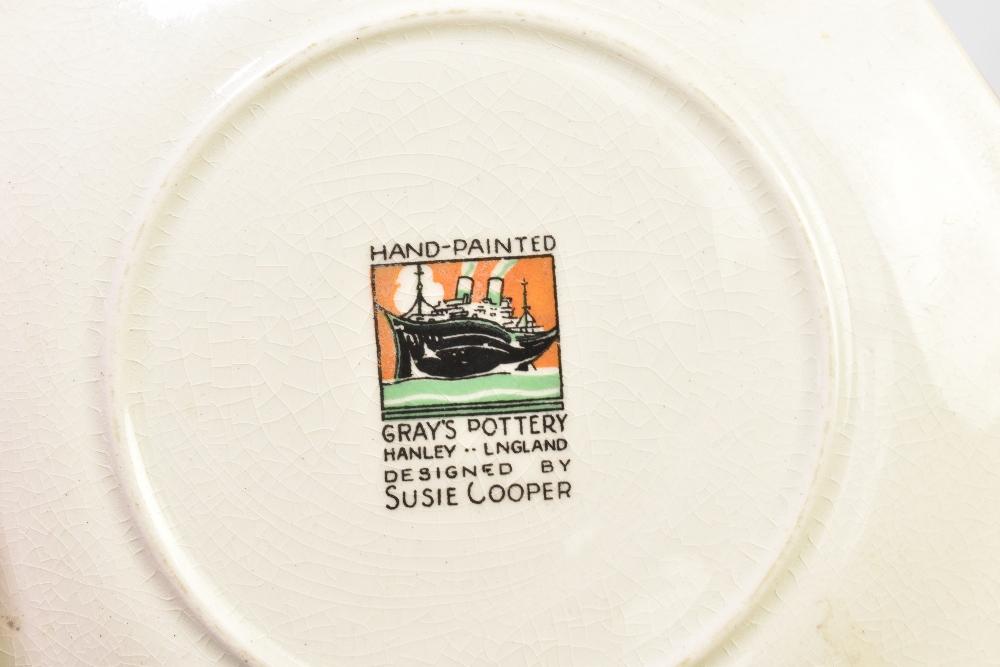 HAND-PAINTED
GRAY'S POTTERY
HANLEY ·· ENGLAND
DESIGNED BY
SUSIE COOPER